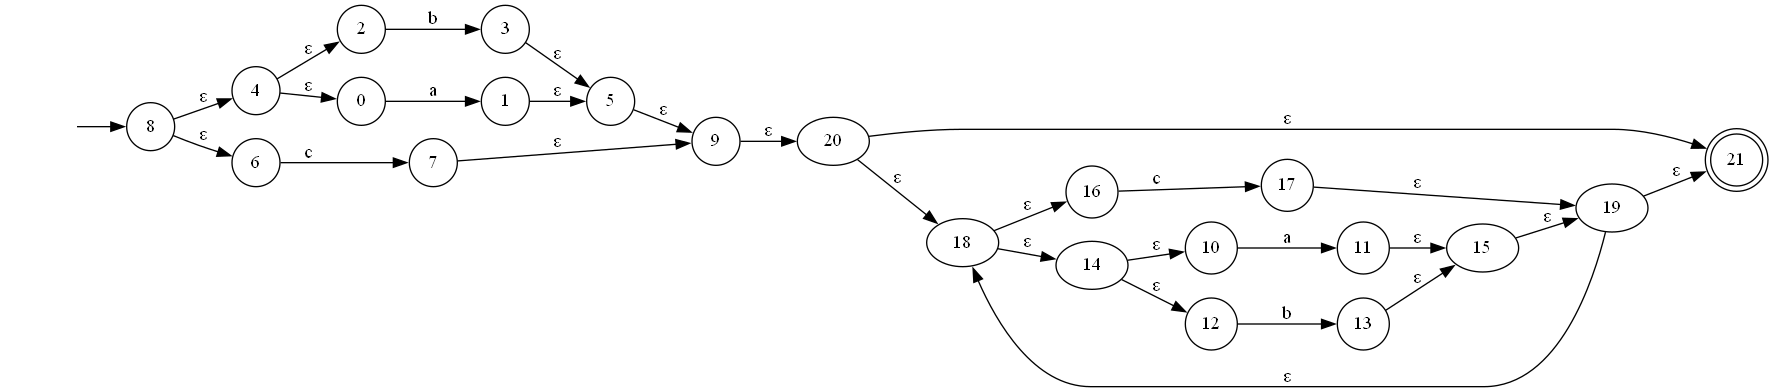 2 b 3
ε ε
4 ε 0 a 1 ε 5
ε ε
8 9 ε 20 ε 21
ε ε
6 c 7 ε
ε 16 c 17 ε 19
ε ε
18 ε 14 ε 10 a 11 ε 15
ε ε
12 b 13
ε